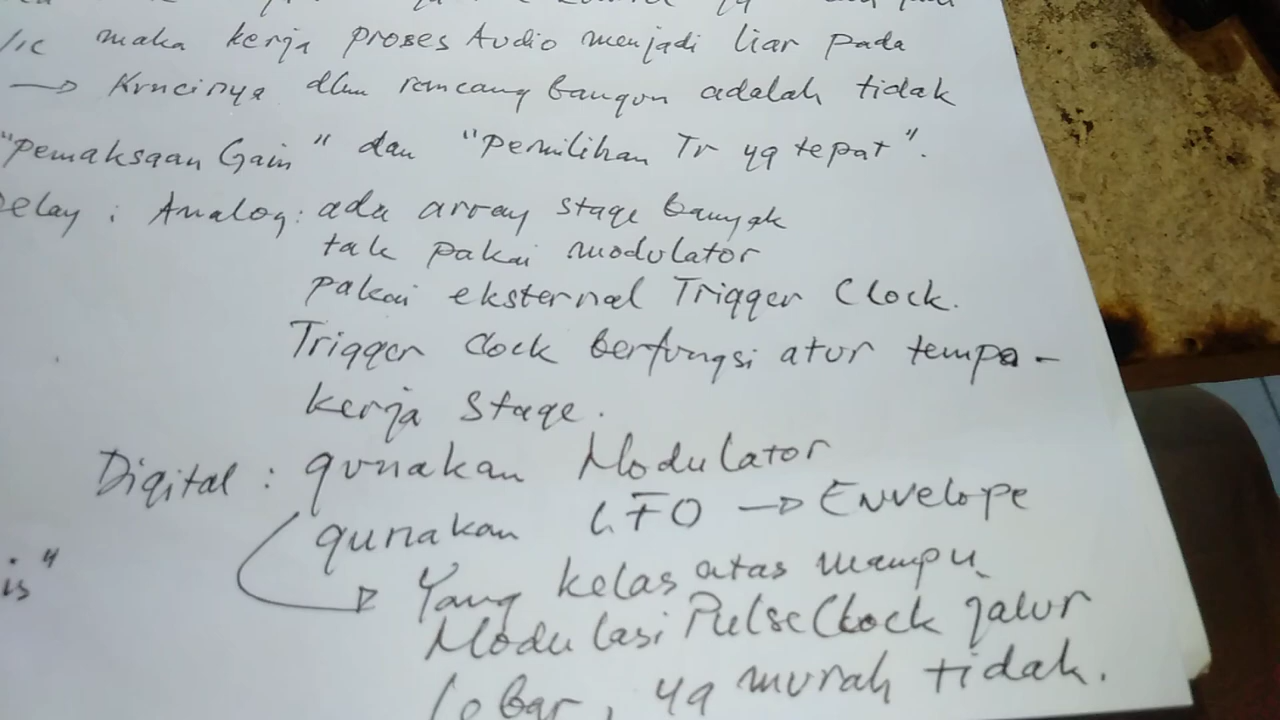 /ic maka kerja proses Audio menjadi liar pada
→ Kuncinya dlm rancang bangun adalah tidak
"Pemaksaan Gain" dan "Pemilihan Tr yg tepat".
Delay : Analog : ada array stage banyak
tak pakai modulator
pakai eksternal Trigger Clock.
Trigger Clock berfungsi atur tempo-
kerja stage.
Digital : gunakan Modulator
gunakan LFO → Envelope
is"
Yang kelas atas mampu
Modulasi Pulse Clock jalur
lebar, yg murah tidak.